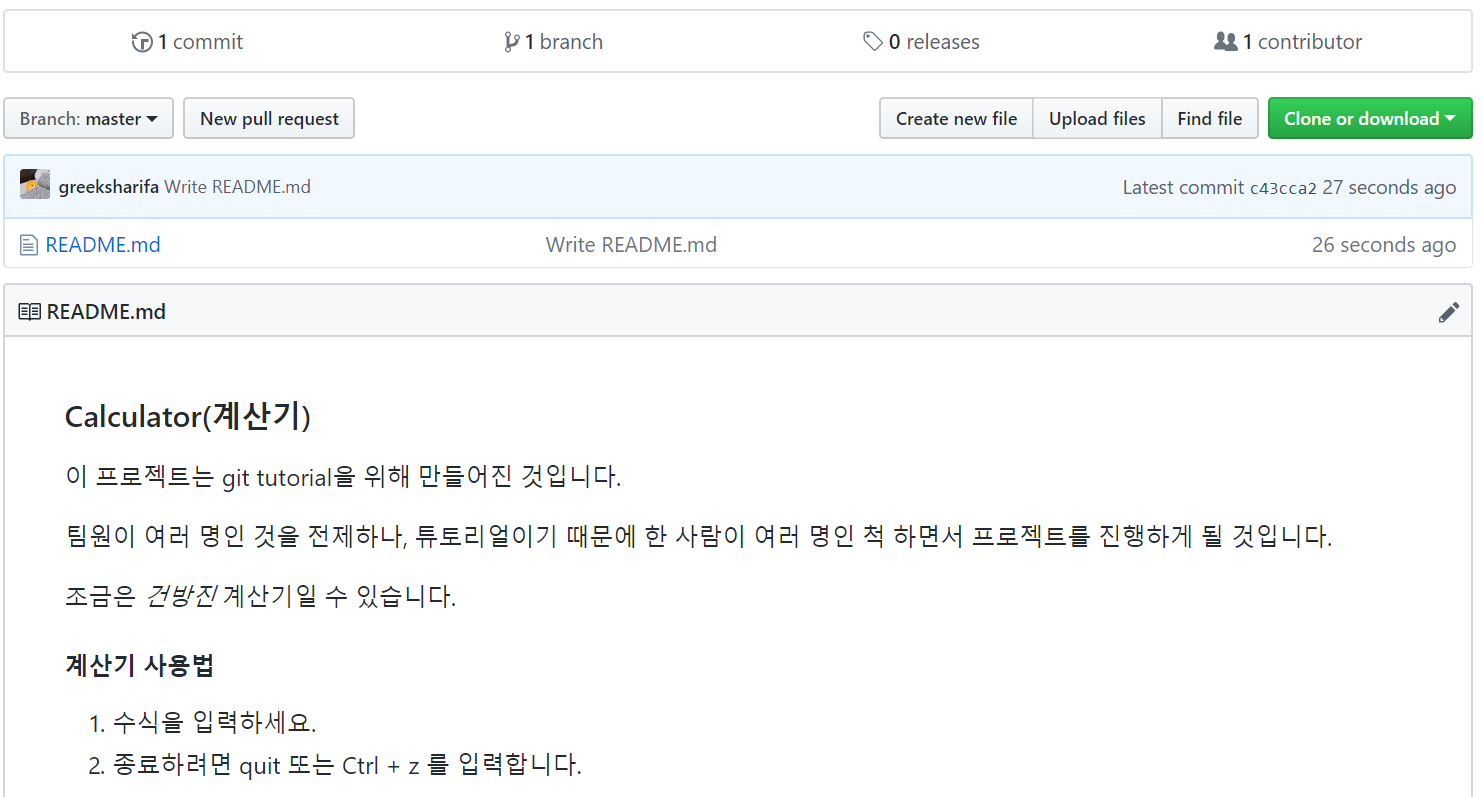 1 commit 1 branch 0 releases 1 contributor
Branch: master New pull request Create new file Upload files Find file Clone or download
greeksharifa Write README.md Latest commit c43cca2 27 seconds ago
README.md Write README.md 26 seconds ago
README.md
Calculator(계산기)
이 프로젝트는 git tutorial을 위해 만들어진 것입니다.
팀원이 여러 명인 것을 전제하나, 튜토리얼이기 때문에 한 사람이 여러 명인 척 하면서 프로젝트를 진행하게 될 것입니다.
조금은 건방진 계산기일 수 있습니다.
계산기 사용법
1. 수식을 입력하세요.
2. 종료하려면 quit 또는 Ctrl + z 를 입력합니다.